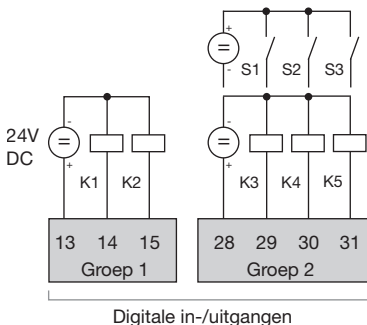 +
-
S1 S2 S3
-
24V
DC
+
K1 K2
-
+
K3 K4 K5
13 14 15
Groep 1
28 29 30 31
Groep 2
Digitale in-/uitgangen